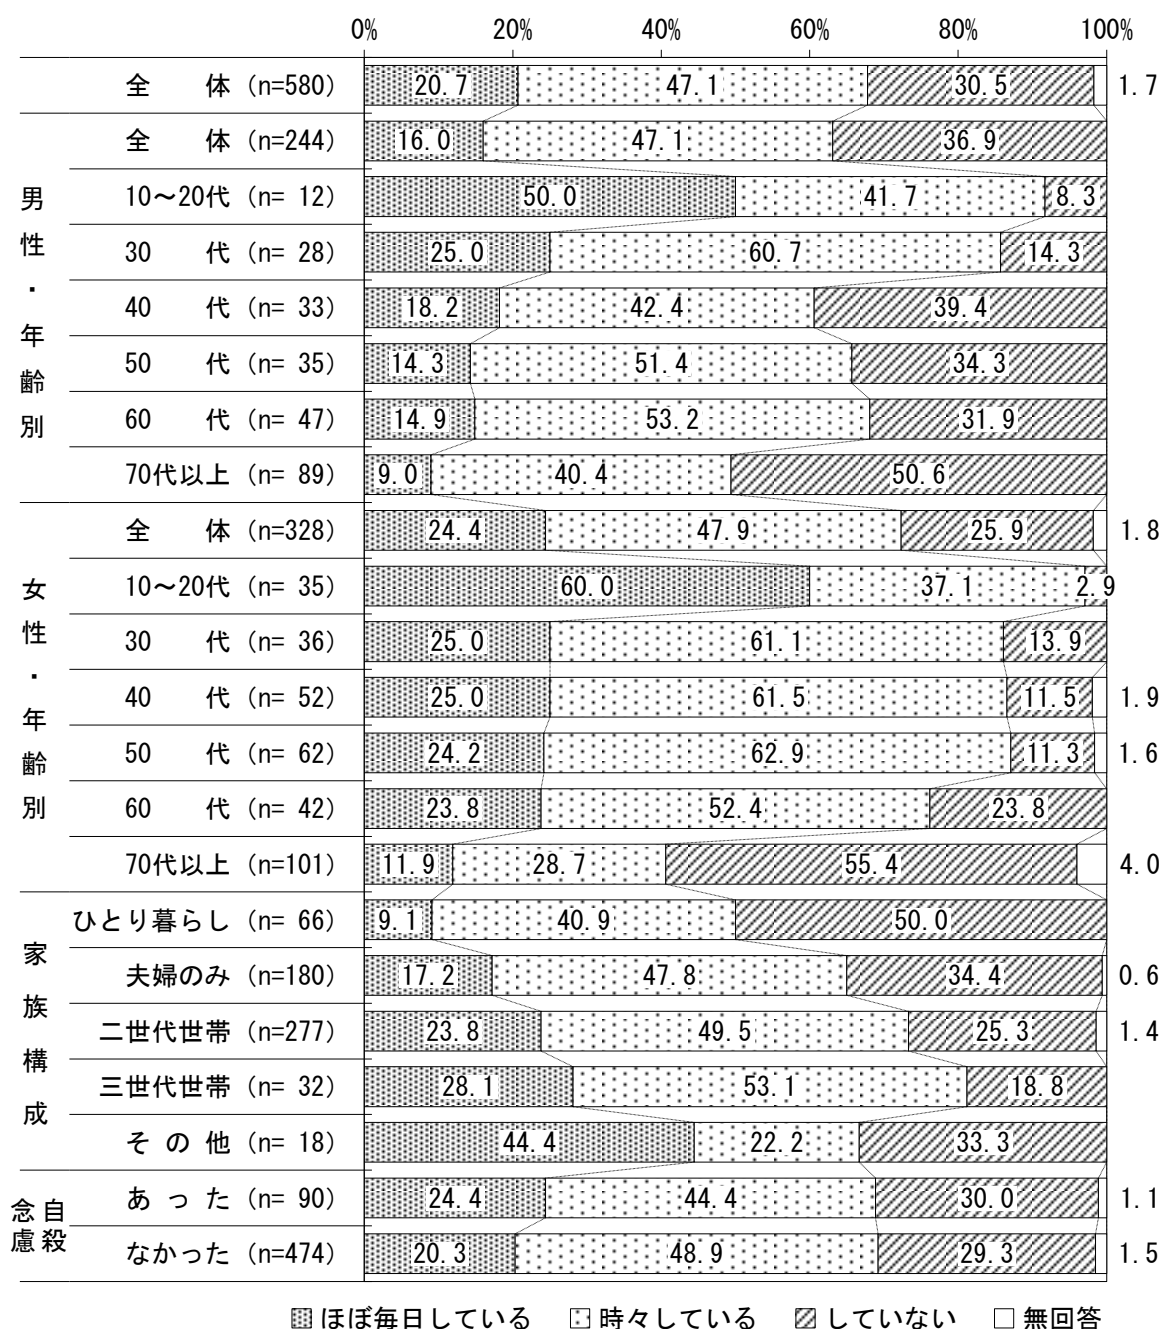 0% 20% 40% 60% 80% 100%
全 体 (n=580) 20.7 47.1 30.5 1.7
男性・年齢別
全 体 (n=244) 16.0 47.1 36.9
10～20代 (n= 12) 50.0 41.7 8.3
30 代 (n= 28) 25.0 60.7 14.3
40 代 (n= 33) 18.2 42.4 39.4
50 代 (n= 35) 14.3 51.4 34.3
60 代 (n= 47) 14.9 53.2 31.9
70代以上 (n= 89) 9.0 40.4 50.6
女性・年齢別
全 体 (n=328) 24.4 47.9 25.9 1.8
10～20代 (n= 35) 60.0 37.1 2.9
30 代 (n= 36) 25.0 61.1 13.9
40 代 (n= 52) 25.0 61.5 11.5 1.9
50 代 (n= 62) 24.2 62.9 11.3 1.6
60 代 (n= 42) 23.8 52.4 23.8
70代以上 (n=101) 11.9 28.7 55.4 4.0
家族構成
ひとり暮らし (n= 66) 9.1 40.9 50.0
夫婦のみ (n=180) 17.2 47.8 34.4 0.6
二世代世帯 (n=277) 23.8 49.5 25.3 1.4
三世代世帯 (n= 32) 28.1 53.1 18.8
そ の 他 (n= 18) 44.4 22.2 33.3
自殺念慮
あ っ た (n= 90) 24.4 44.4 30.0 1.1
なかった (n=474) 20.3 48.9 29.3 1.5
ほぼ毎日している 時々している していない 無回答